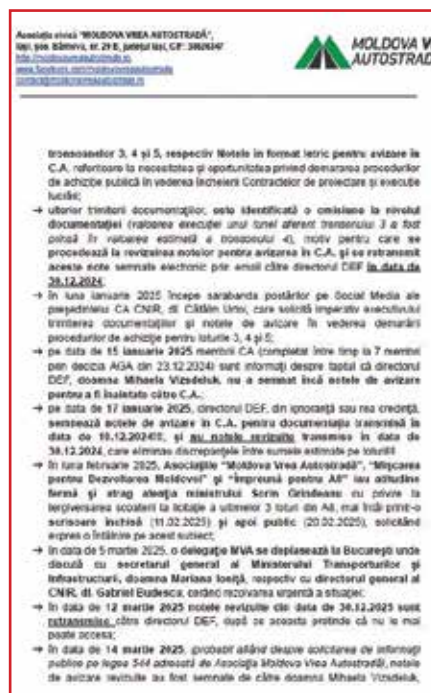 Asociația civică "MOLDOVA VREA AUTOSTRADĂ",
Iași, șos. Bârnova, nr. 29 E, județul Iași, CIF:
MOLDOVA V
AUTOSTRAD
tronsoanelor 3, 4 și 5, respectiv Notele în format letric pentru avizare în
C.A. referitoare la necesitatea și oportunitatea privind demararea procedurilor
de achiziție publică în vederea încheierii Contractelor de proiectare și execuție
lucrări;
→ ulterior trimiterii documentațiilor, este identificată o omisiune la nivelul
documentației (valoarea execuției unui tunel aferent tronsonului 3 a fost
prinsă în valoarea estimată a tronsonului 4), motiv pentru care se
procedează la revizuirea notelor pentru avizarea în C.A. și se retransmit
aceste note semnate electronic prin email către directorul DEF în data de
30.12.2024;
→ în luna ianuarie 2025 începe sarabanda postărilor pe Social Media ale
președintelui CA CNIR, dl. Cătălin Urtoi, care solicită imperativ executivului
trimiterea documentațiilor și notelor de avizare în vederea demarării
procedurilor de achiziție pentru loturile 3, 4 și 5;
→ pe data de 15 ianuarie 2025 membrii CA (completat între timp la 7 membri
prin decizia AGA din 23.12.2024) sunt informați despre faptul că directorul
DEF, doamna Mihaela Vizsdeluk, nu a semnat încă notele de avizare
pentru a fi înaintate către C.A.;
→ pe data de 17 ianuarie 2025, directorul DEF, din ignoranță sau rea credință,
semnează notele de avizare în C.A. pentru documentația transmisă în
data de 10.12.2024!!!, și nu notele revizuite transmise în data de
30.12.2024, care eliminau discrepanțele între sumele estimate pe loturi!!
→ în luna februarie 2025, Asociațiile "Moldova Vrea Autostradă", "Mișcarea
pentru Dezvoltarea Moldovei" și "Împreună pentru A8" iau atitudine
fermă și atrag atenția ministrului Sorin Grindeanu cu privire la
tergiversarea scoaterii la licitație a ultimelor 3 loturi din A8, mai întâi printr-o
scrisoare închisă (11.02.2025) și apoi public (20.02.2025), solicitând
expres o întâlnire pe acest subiect;
→ în data de 5 martie 2025, o delegație MVA se deplasează la București unde
discută cu secretarul general al Ministerului Transporturilor și
Infrastructurii, doamna Mariana Ioniță, respectiv cu directorul general al
CNIR, dl. Gabriel Budescu, cerând rezolvarea urgentă a situației;
→ în data de 12 martie 2025 notele revizuite din data de 30.12.2025 sunt
retransmise către directorul DEF, după ce aceasta pretinde că nu le mai
poate accesa;
→ în data de 14 martie 2025, (probabil aflând despre solicitarea de informații
publice pe legea 544 adresată de Asociația Moldova Vrea Autostradă), notele
de avizare revizuite au fost semnate de către doamna Mihaela Vizsdeluk,